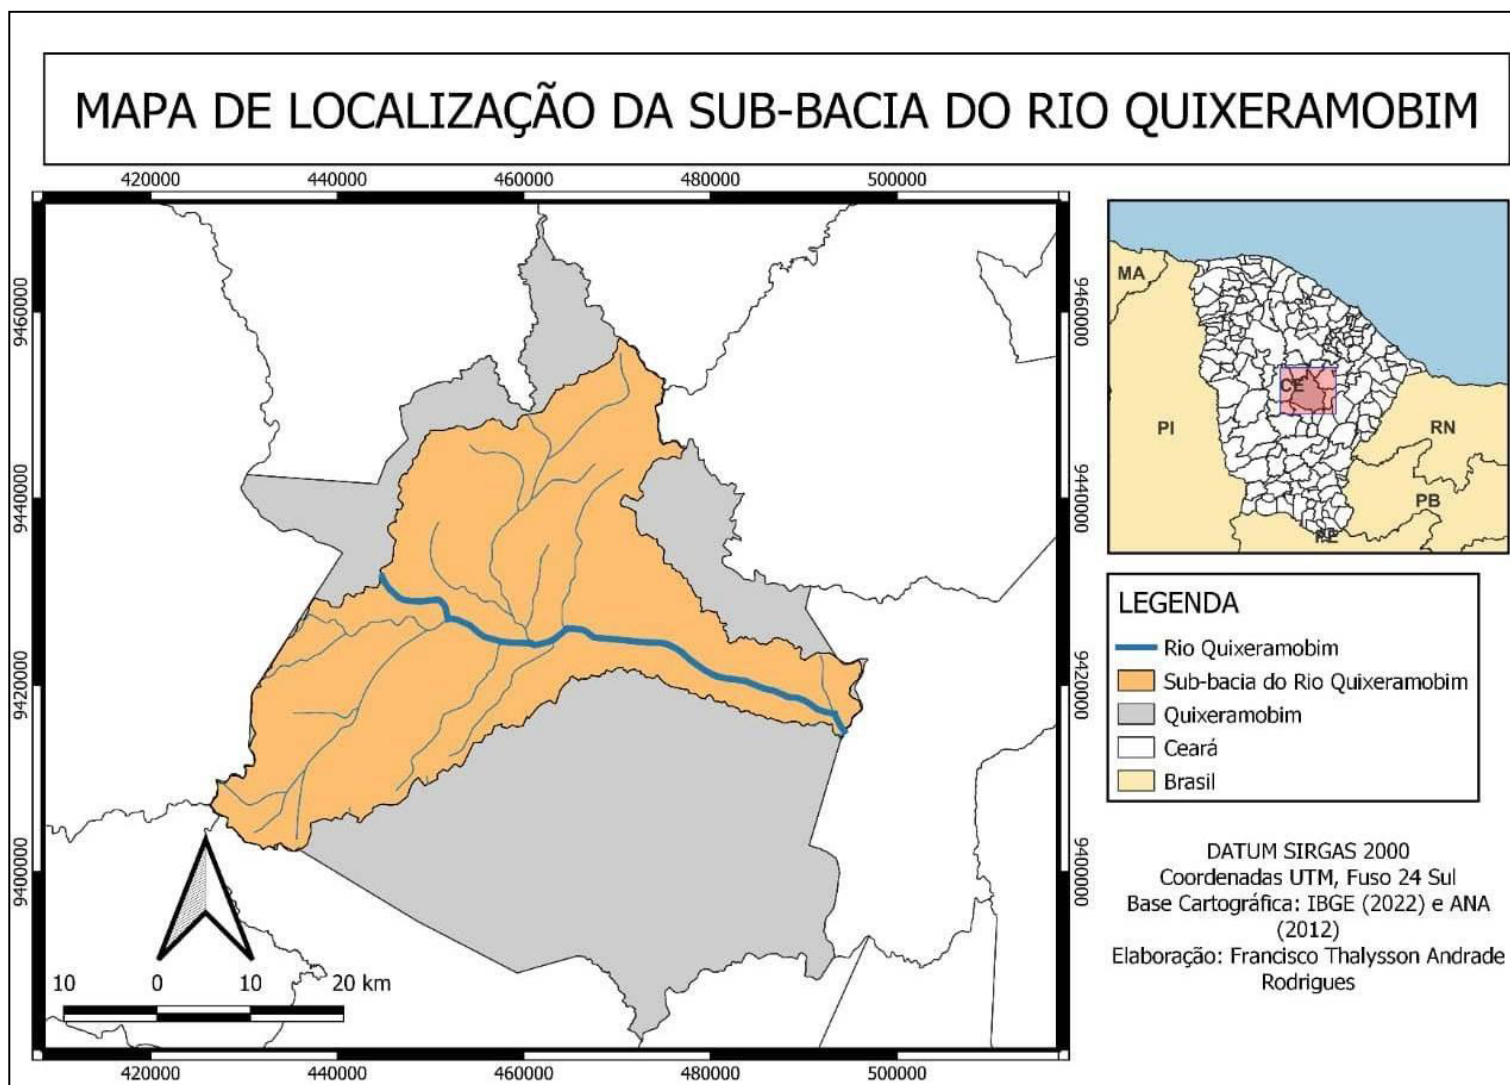 MAPA DE LOCALIZAÇÃO DA SUB-BACIA DO RIO QUIXERAMOBIM
420000 440000 460000 480000 500000
9460000
9440000
9420000
9400000
9460000
9440000
9420000
9400000
10 0 10 20 km
420000 440000 460000 480000 500000
MA
CE
PI
RN
PB
PE
LEGENDA
Rio Quixeramobim
Sub-bacia do Rio Quixeramobim
Quixeramobim
Ceará
Brasil
DATUM SIRGAS 2000
Coordenadas UTM, Fuso 24 Sul
Base Cartográfica: IBGE (2022) e ANA
(2012)
Elaboração: Francisco Thalysson Andrade
Rodrigues